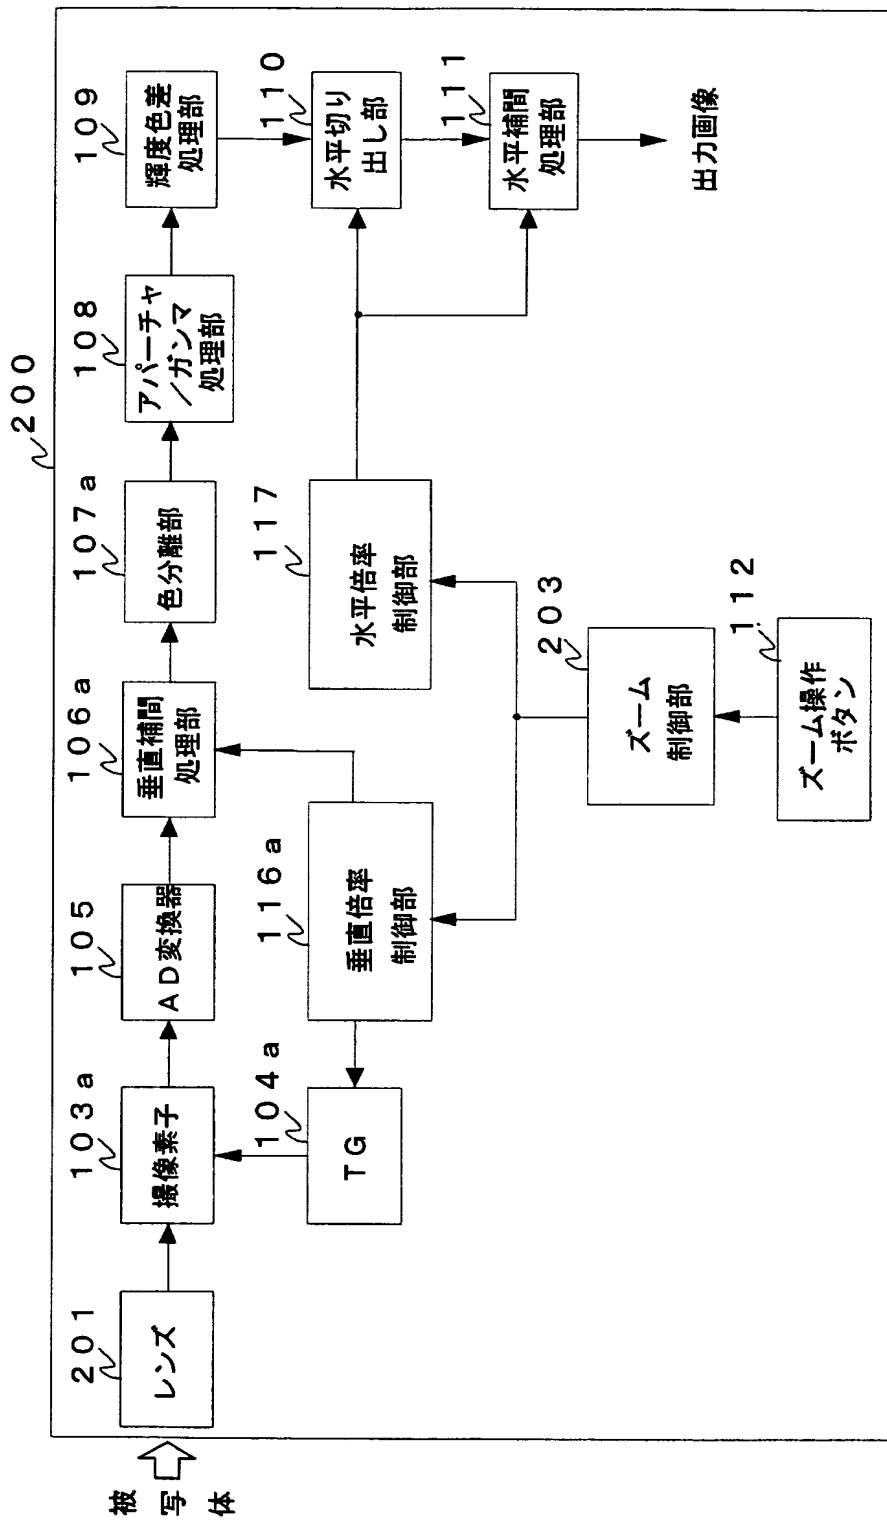 200
被
写
体
201
レンズ
103a
撮像素子
105
AD変換器
106a
垂直補間
処理部
107a
色分離部
108
アパーチャ
／ガンマ
処理部
109
輝度色差
処理部
104a
TG
116a
垂直倍率
制御部
117
水平倍率
制御部
110
水平切り
出し部
111
水平補間
処理部
出力画像
203
ズーム
制御部
112
ズーム操作
ボタン